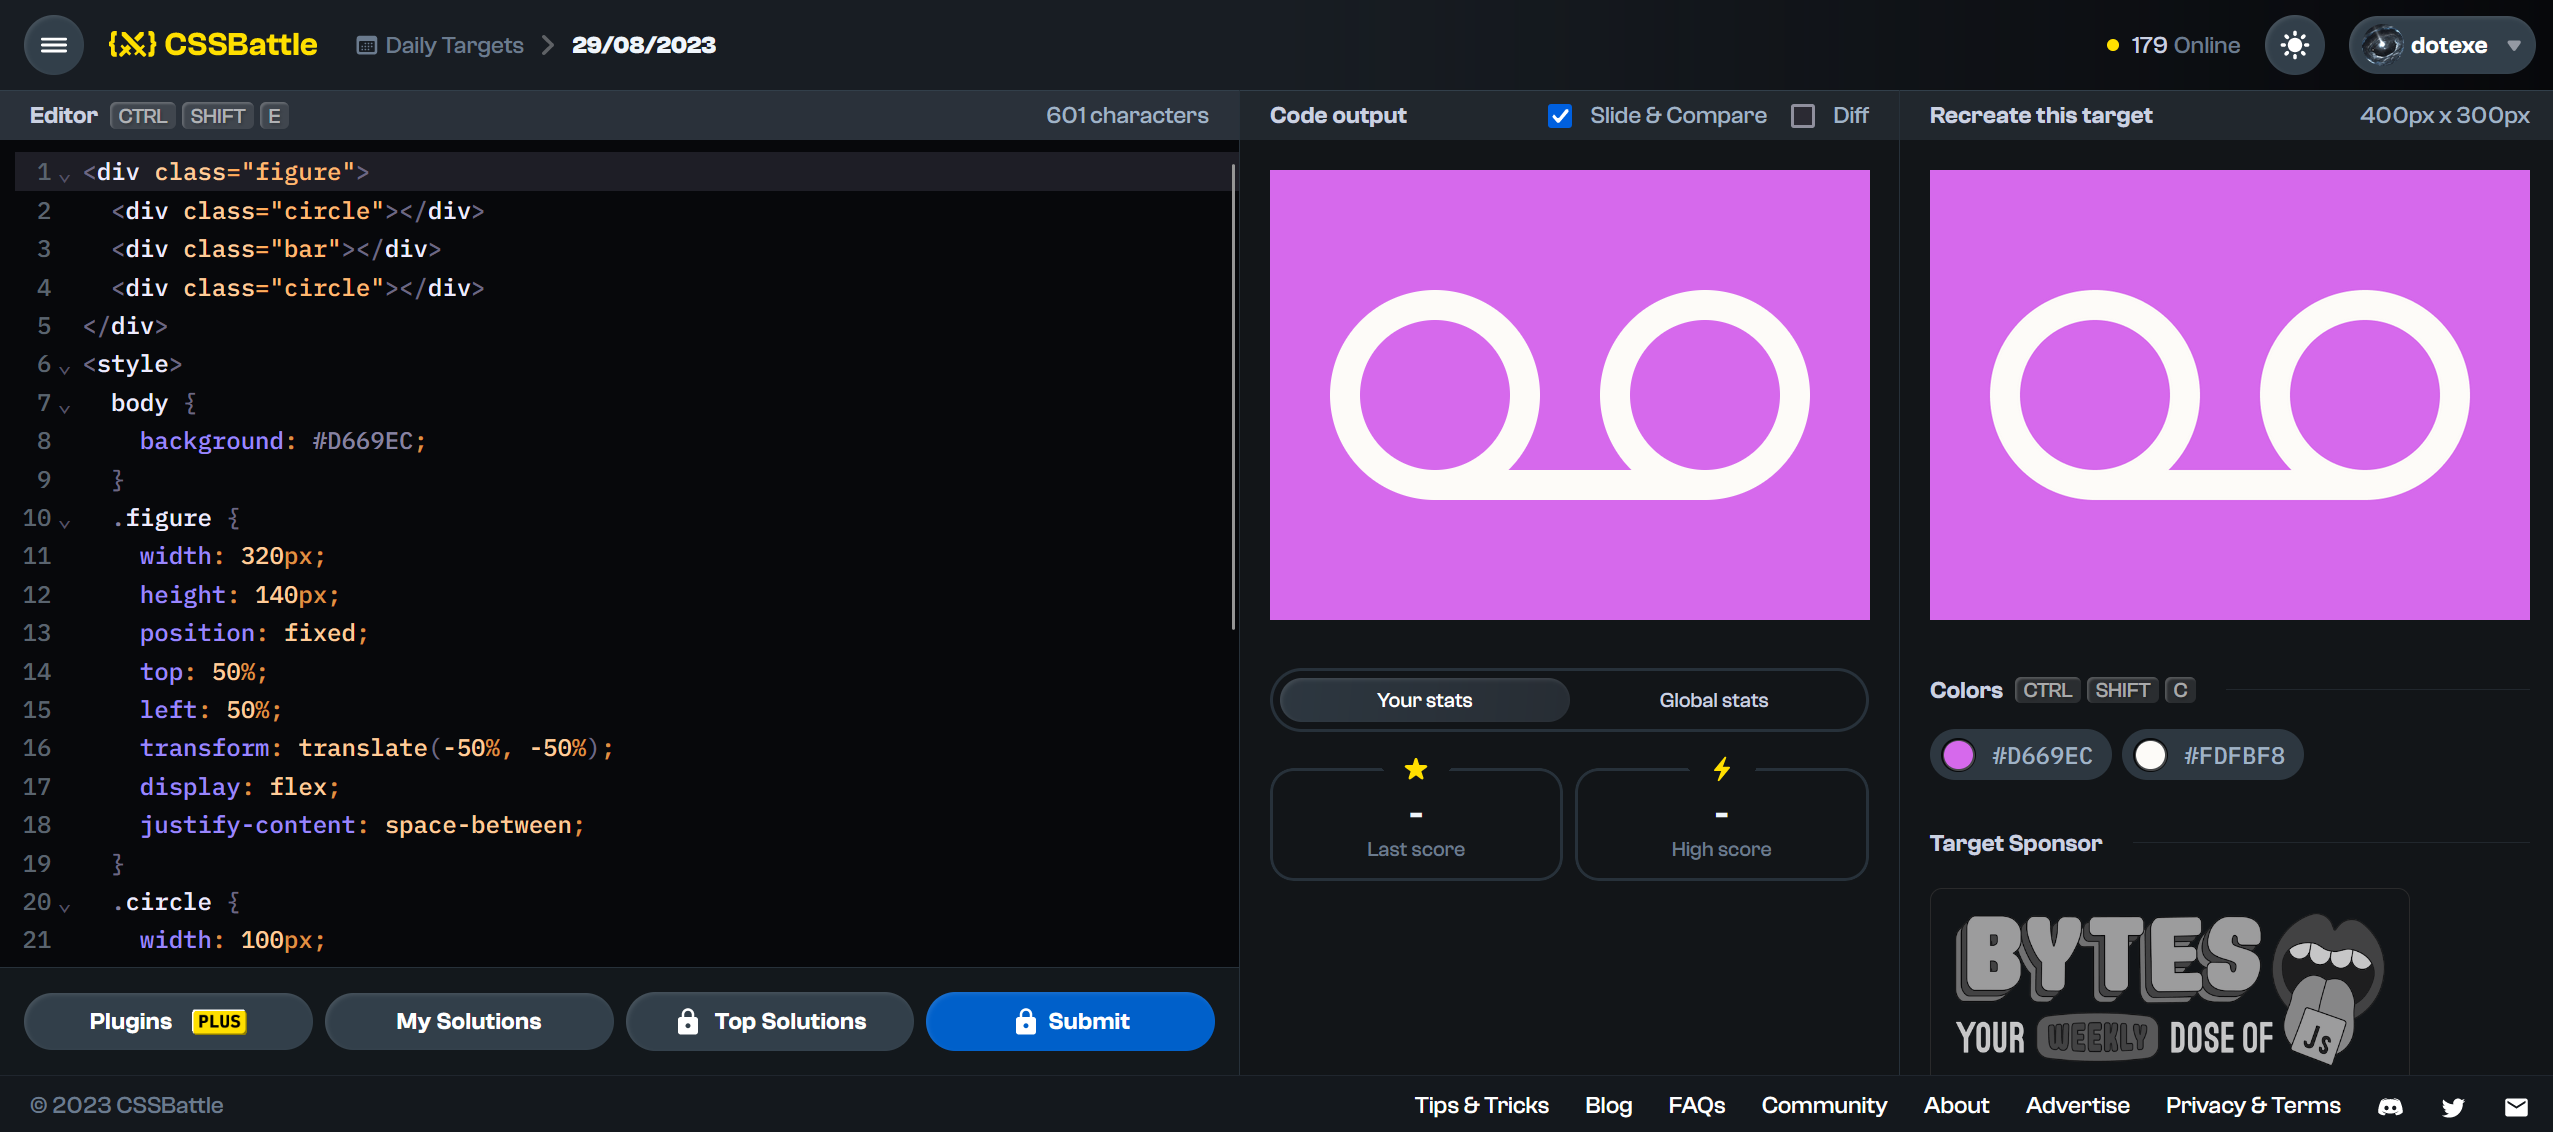 CSSBattle
Daily Targets
29/08/2023
179 Online
dotexe
Editor CTRL SHIFT E
601 characters
1 <div class="figure">
2 <div class="circle"></div>
3 <div class="bar"></div>
4 <div class="circle"></div>
5 </div>
6 <style>
7 body {
8 background: #D669EC;
9 }
10 .figure {
11 width: 320px;
12 height: 140px;
13 position: fixed;
14 top: 50%;
15 left: 50%;
16 transform: translate(-50%, -50%);
17 display: flex;
18 justify-content: space-between;
19 }
20 .circle {
21 width: 100px;
Plugins PLUS
My Solutions
Top Solutions
Submit
Code output
Slide & Compare
Diff
Your stats
Global stats
-
Last score
-
High score
Recreate this target
400px x 300px
Colors CTRL SHIFT C
#D669EC
#FDFBF8
Target Sponsor
BYTES
YOUR WEEKLY DOSE OF JS
© 2023 CSSBattle
Tips & Tricks
Blog
FAQs
Community
About
Advertise
Privacy & Terms